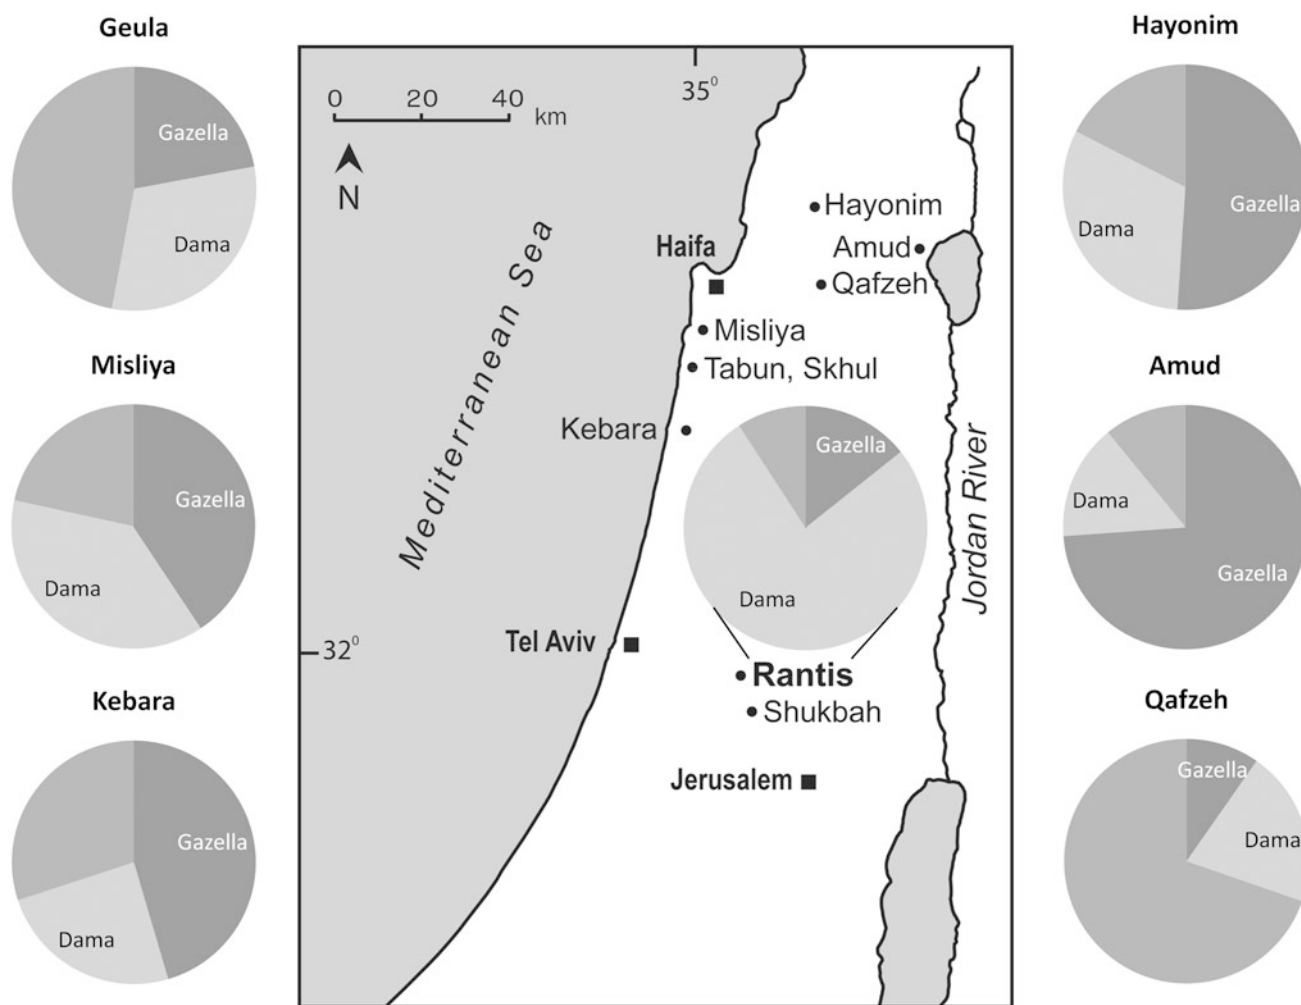 Geula
Gazella
Dama
Misliya
Gazella
Dama
Kebara
Gazella
Dama
0 20 40 km
N
35⁰
32⁰
Mediterranean Sea
Haifa
Hayonim
Amud
Qafzeh
Misliya
Tabun, Skhul
Kebara
Gazella
Dama
Jordan River
Tel Aviv
Rantis
Shukbah
Jerusalem
Hayonim
Gazella
Dama
Amud
Dama
Gazella
Qafzeh
Gazella
Dama